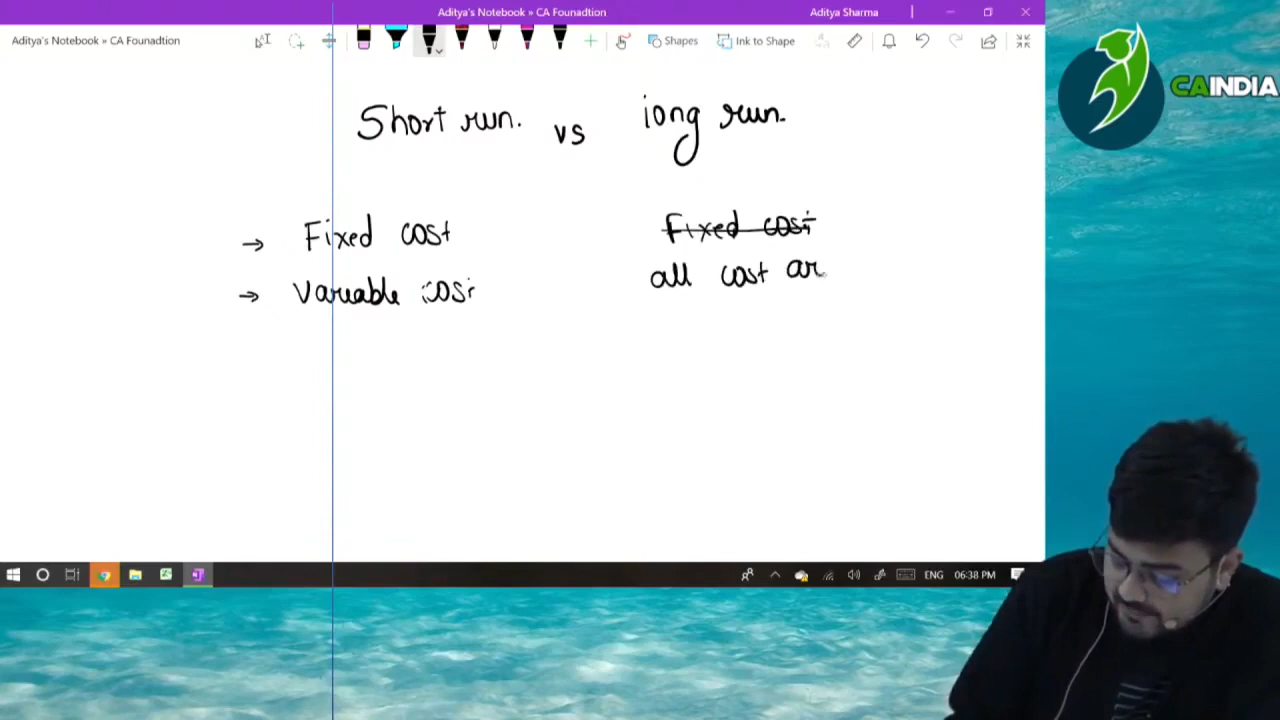 Aditya's Notebook » CA Founadtion
Aditya Sharma
Aditya's Notebook » CA Founadtion
Shapes
Ink to Shape
CAINDIA
Short run. vs long run.
→ Fixed cost
Fixed cost
→ Variable cost
all cost ar
ENG
06:38 PM